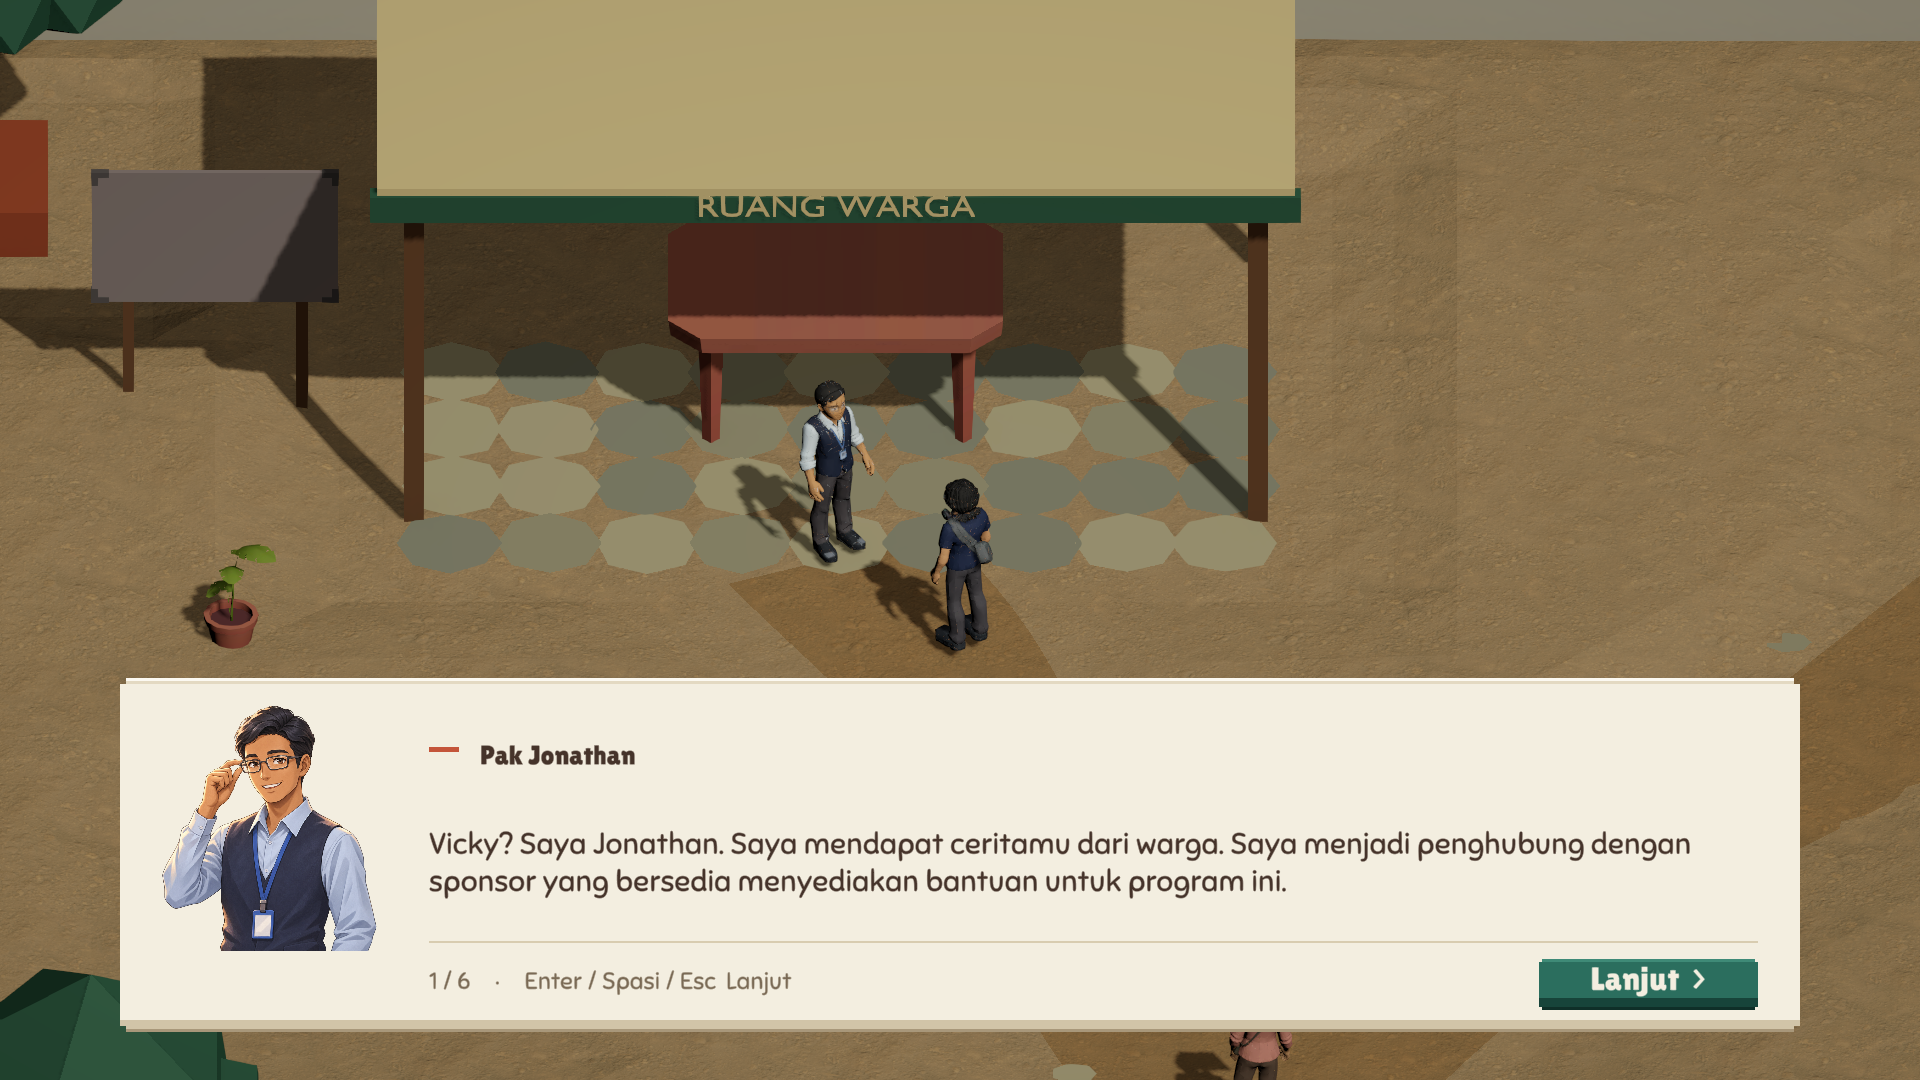 RUANG WARGA
Pak Jonathan
Vicky? Saya Jonathan. Saya mendapat ceritamu dari warga. Saya menjadi penghubung dengan
sponsor yang bersedia menyediakan bantuan untuk program ini.
1 / 6 · Enter / Spasi / Esc Lanjut
Lanjut >